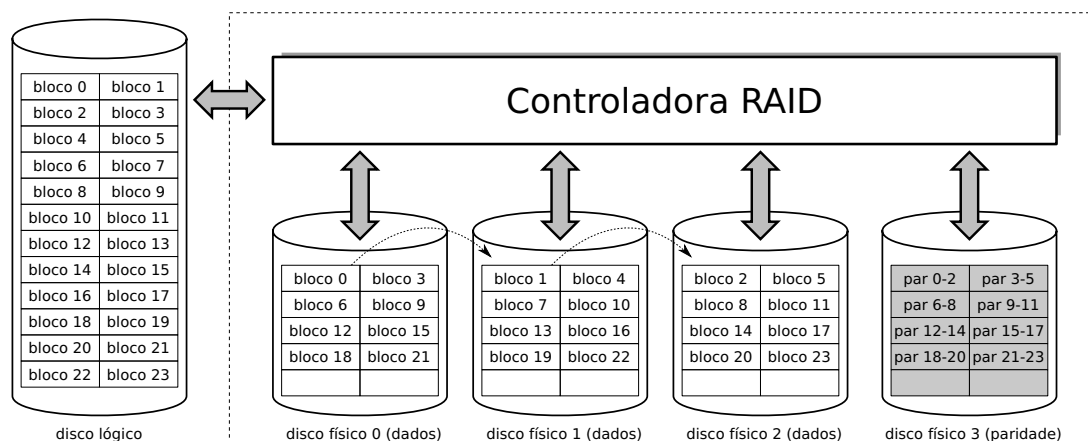 Controladora RAID
bloco 0 bloco 1
bloco 2 bloco 3
bloco 4 bloco 5
bloco 6 bloco 7
bloco 8 bloco 9
bloco 10 bloco 11
bloco 12 bloco 13
bloco 14 bloco 15
bloco 16 bloco 17
bloco 18 bloco 19
bloco 20 bloco 21
bloco 22 bloco 23
disco lógico
bloco 0 bloco 3
bloco 6 bloco 9
bloco 12 bloco 15
bloco 18 bloco 21
disco físico 0 (dados)
bloco 1 bloco 4
bloco 7 bloco 10
bloco 13 bloco 16
bloco 19 bloco 22
disco físico 1 (dados)
bloco 2 bloco 5
bloco 8 bloco 11
bloco 14 bloco 17
bloco 20 bloco 23
disco físico 2 (dados)
par 0-2 par 3-5
par 6-8 par 9-11
par 12-14 par 15-17
par 18-20 par 21-23
disco físico 3 (paridade)